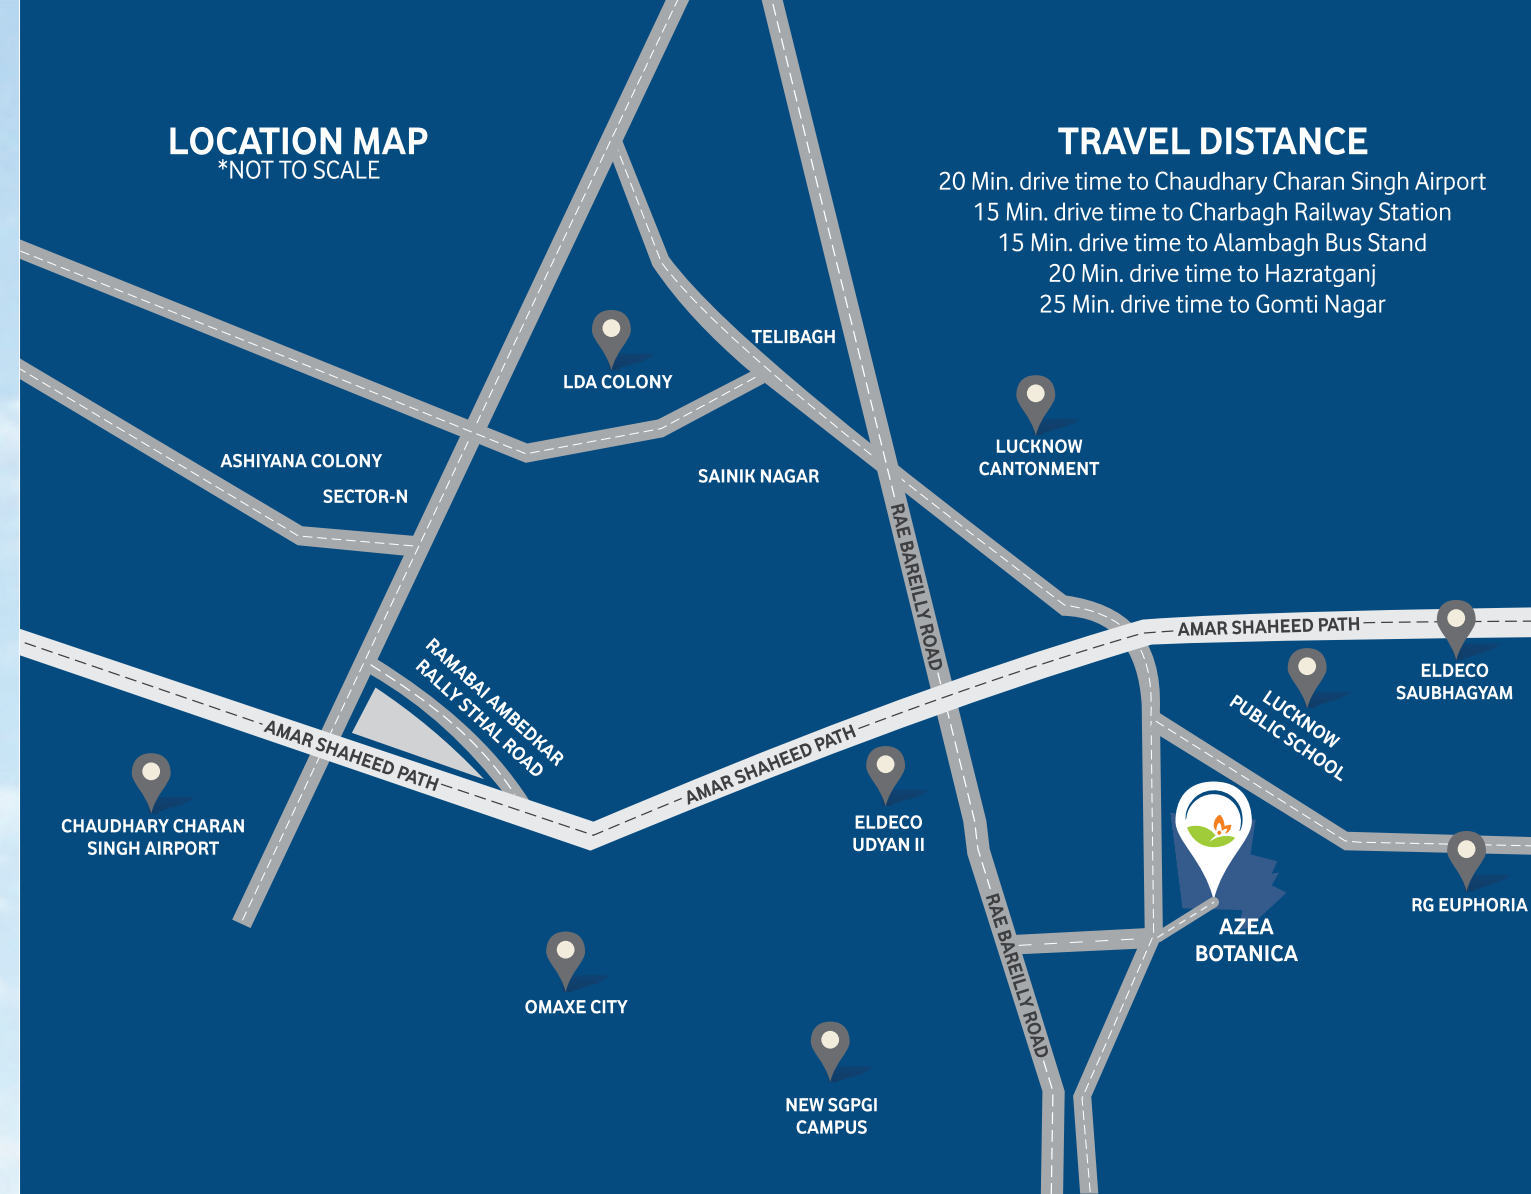 LOCATION MAP
*NOT TO SCALE
TRAVEL DISTANCE
20 Min. drive time to Chaudhary Charan Singh Airport
15 Min. drive time to Charbagh Railway Station
15 Min. drive time to Alambagh Bus Stand
20 Min. drive time to Hazratganj
25 Min. drive time to Gomti Nagar
TELIBAGH
LDA COLONY
LUCKNOW
CANTONMENT
ASHIYANA COLONY
SECTOR-N
SAINIK NAGAR
RAE BAREILLY ROAD
AMAR SHAHEED PATH
ELDECO
SAUBHAGYAM
LUCKNOW
PUBLIC SCHOOL
RAMABAI AMBEDKAR
RALLY STHAL ROAD
AMAR SHAHEED PATH
AMAR SHAHEED PATH
CHAUDHARY CHARAN
SINGH AIRPORT
ELDECO
UDYAN II
RG EUPHORIA
AZEA
BOTANICA
RAE BAREILLY ROAD
OMAXE CITY
NEW SGPGI
CAMPUS